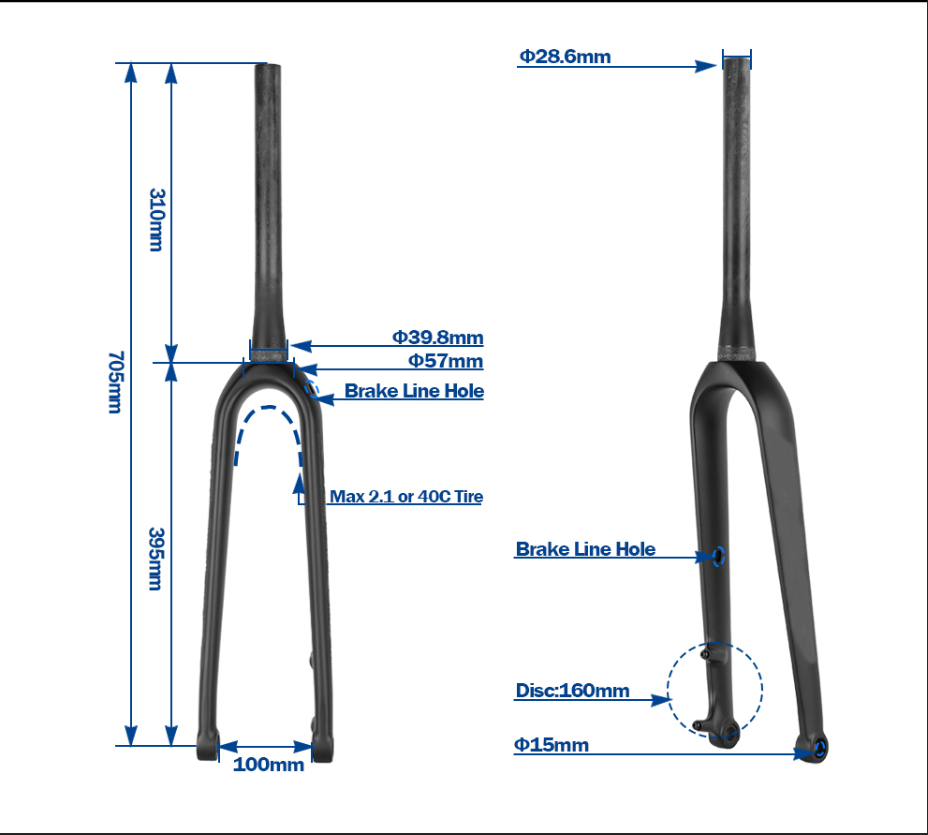 Φ28.6mm
310mm
Φ39.8mm
705mm
Φ57mm
Brake Line Hole
Max 2.1 or 40C Tire
395mm
Brake Line Hole
Disc:160mm
Φ15mm
100mm